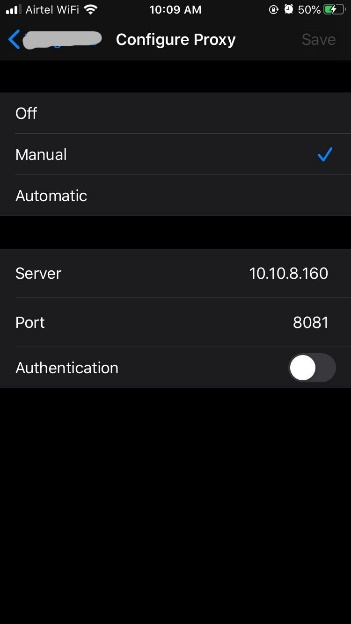 Airtel WiFi 10:09 AM 50%
Configure Proxy Save
Off
Manual
Automatic
Server 10.10.8.160
Port 8081
Authentication